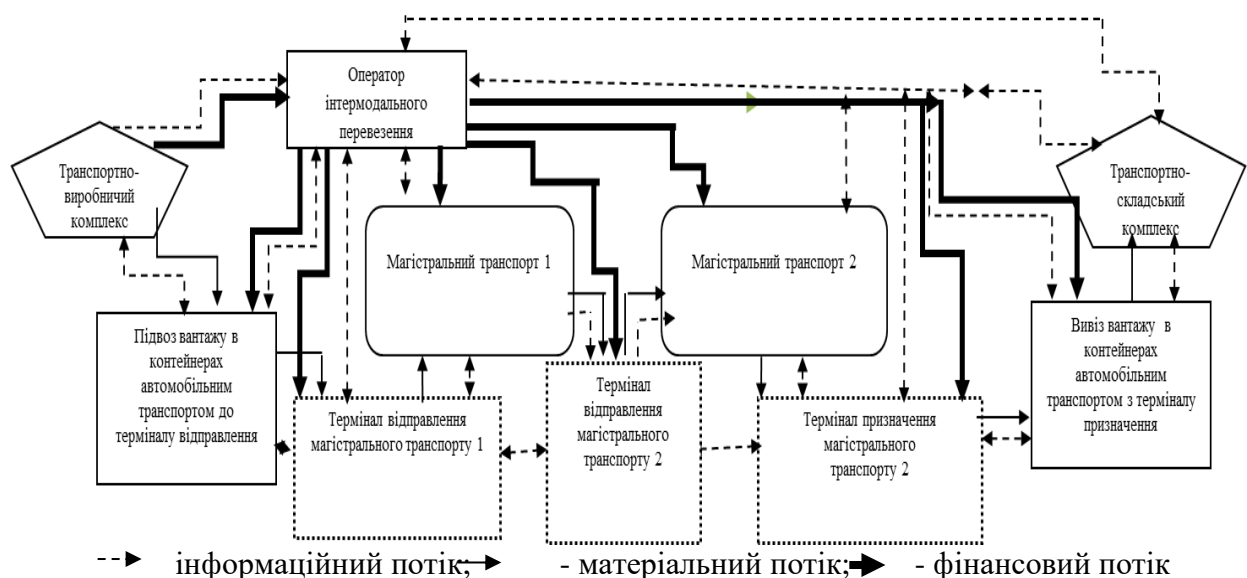 Оператор
інтермодального
перевезення
Транспортно-
виробничий
комплекс
Транспортно-
складський
комплекс
Магістральний транспорт 1
Магістральний транспорт 2
Підвоз вантажу в
контейнерах
автомобільним
транспортом до
терміналу відправлення
Термінал відправлення
магістрального
транспорту 1
Термінал
відправлення
магістрального
транспорту 2
Термінал призначення
магістрального
транспорту 2
Вивіз вантажу в
контейнерах
автомобільним
транспортом з терміналу
призначення
інформаційний потік; - матеріальний потік; - фінансовий потік